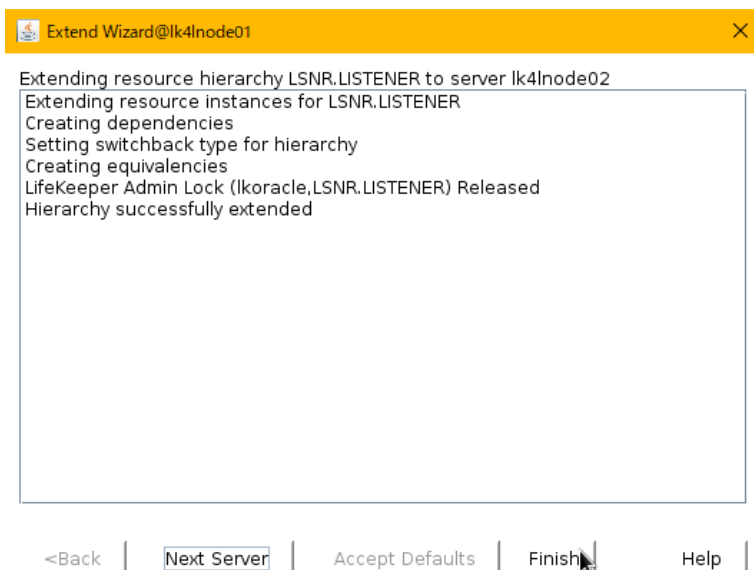 Extend Wizard@lk4lnode01
Extending resource hierarchy LSNR.LISTENER to server lk4lnode02
Extending resource instances for LSNR.LISTENER
Creating dependencies
Setting switchback type for hierarchy
Creating equivalencies
LifeKeeper Admin Lock (lkoracle,LSNR.LISTENER) Released
Hierarchy successfully extended
<Back Next Server Accept Defaults Finish Help